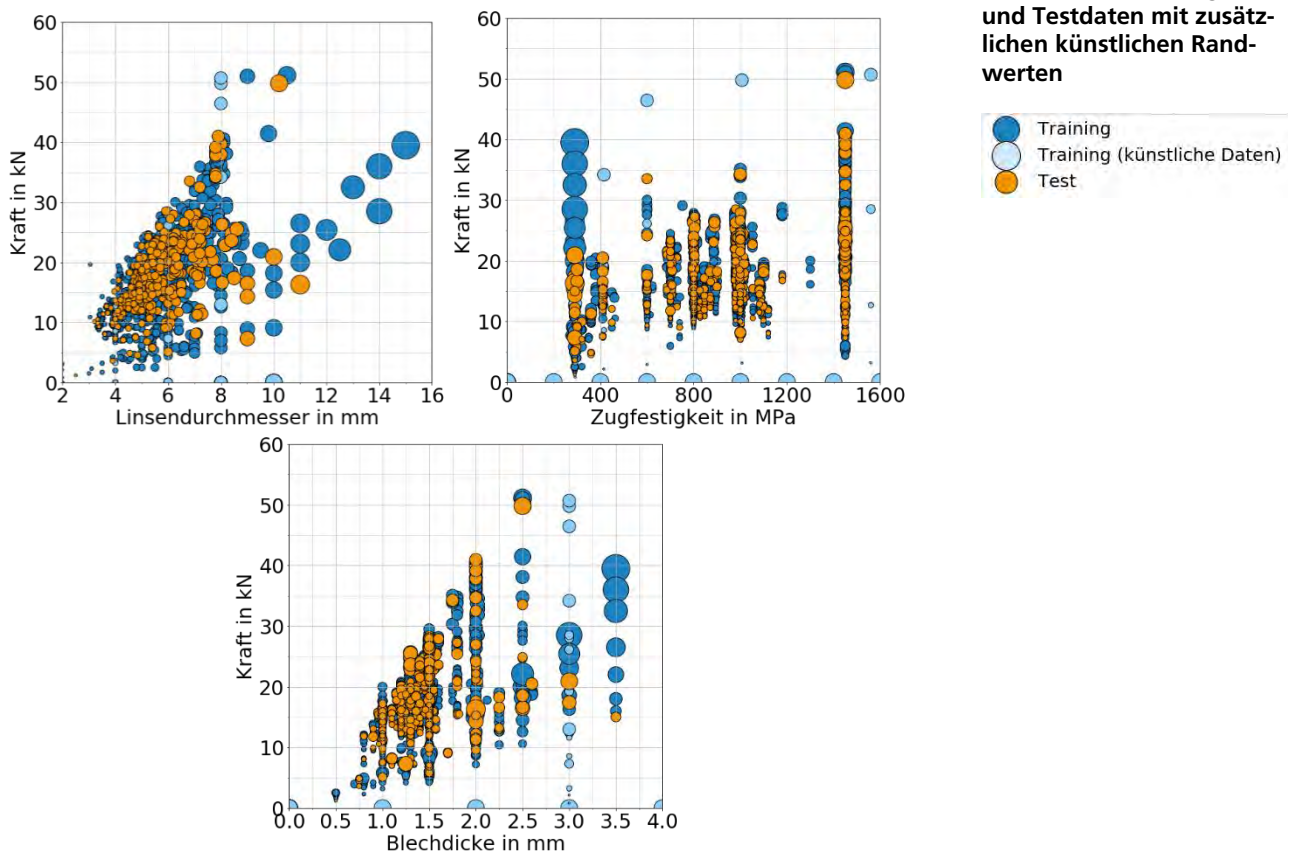 und Testdaten mit zusätz-
lichen künstlichen Rand-
werten
Training
Training (künstliche Daten)
Test
60
50
40
30
20
10
0
Kraft in kN
2 4 6 8 10 12 14 16
Linsendurchmesser in mm
60
50
40
30
20
10
0
Kraft in kN
0 400 800 1200 1600
Zugfestigkeit in MPa
60
50
40
30
20
10
0
Kraft in kN
0.0 0.5 1.0 1.5 2.0 2.5 3.0 3.5 4.0
Blechdicke in mm